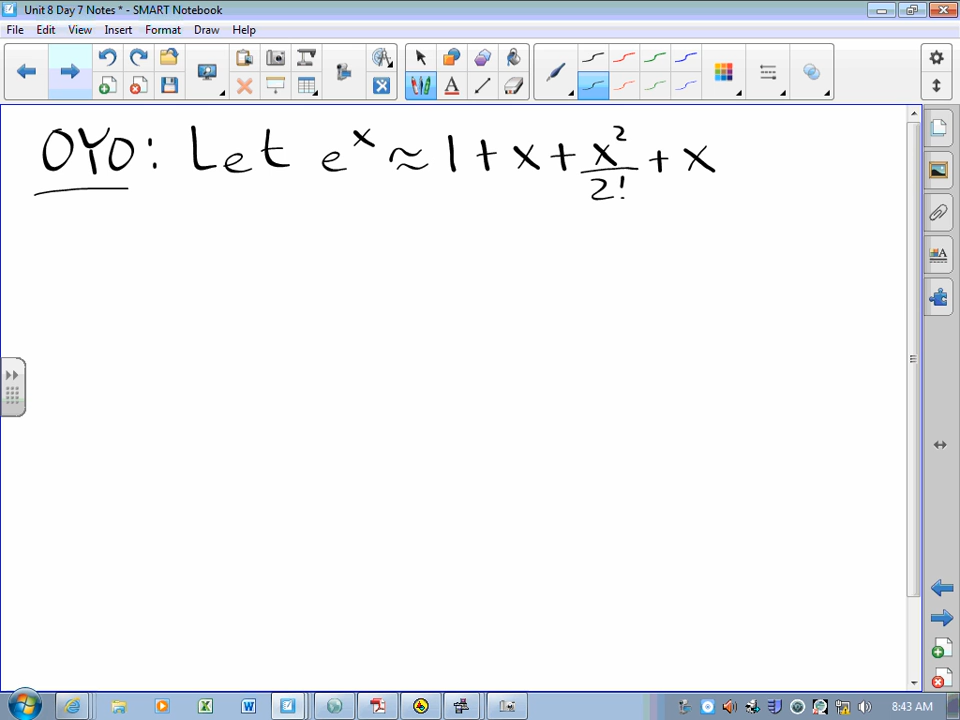 Unit 8 Day 7 Notes * - SMART Notebook
File Edit View Insert Format Draw Help
OYO: Let e^x ≈ 1 + x + x^2/2! + x
8:43 AM